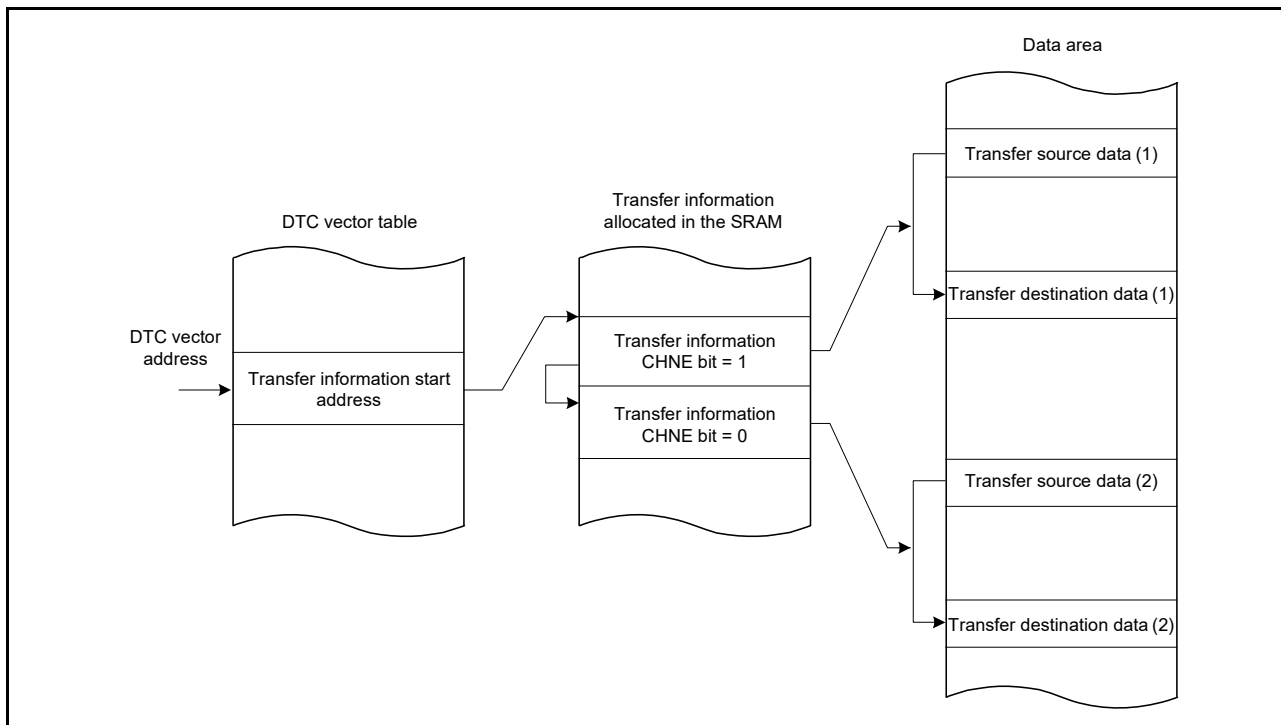 Data area
Transfer source data (1)
Transfer information
allocated in the SRAM
DTC vector table
Transfer destination data (1)
DTC vector
address
Transfer information
CHNE bit = 1
Transfer information start
address
Transfer information
CHNE bit = 0
Transfer source data (2)
Transfer destination data (2)